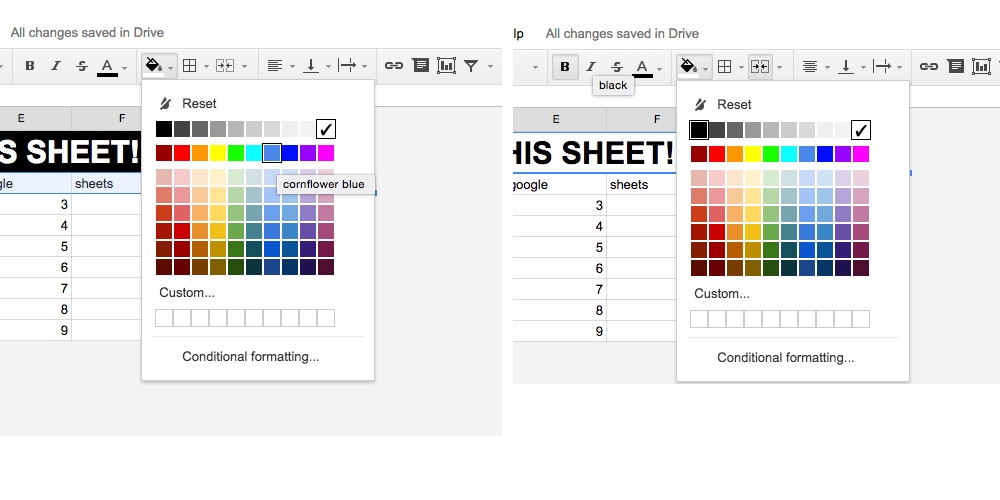 All changes saved in Drive
B I S A
E F
S SHEET!
gle sheets
3
4
5
6
7
8
9
Reset
cornflower blue
Custom...
Conditional formatting...
lp All changes saved in Drive
B I S A
black
E F
HIS SHEET!
google sheets
3
4
5
6
7
8
9
Reset
Custom...
Conditional formatting...